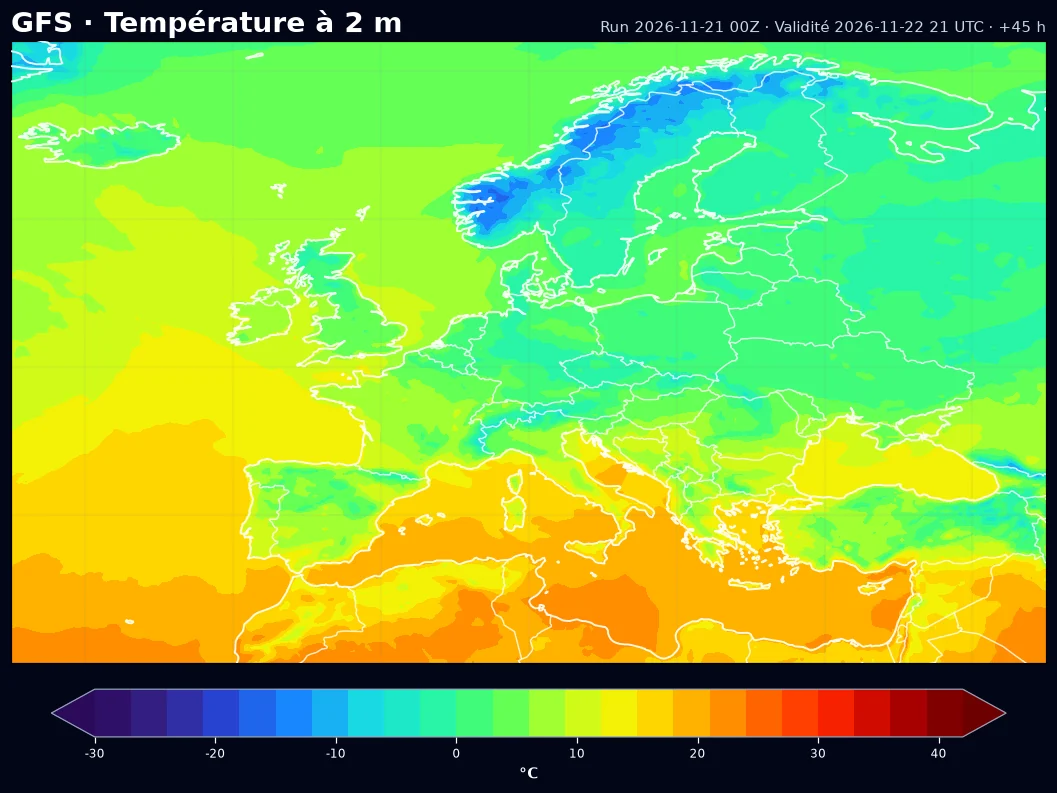 GFS · Température à 2 m
Run 2026-11-21 00Z · Validité 2026-11-22 21 UTC · +45 h
-30 -20 -10 0 10 20 30 40
°C